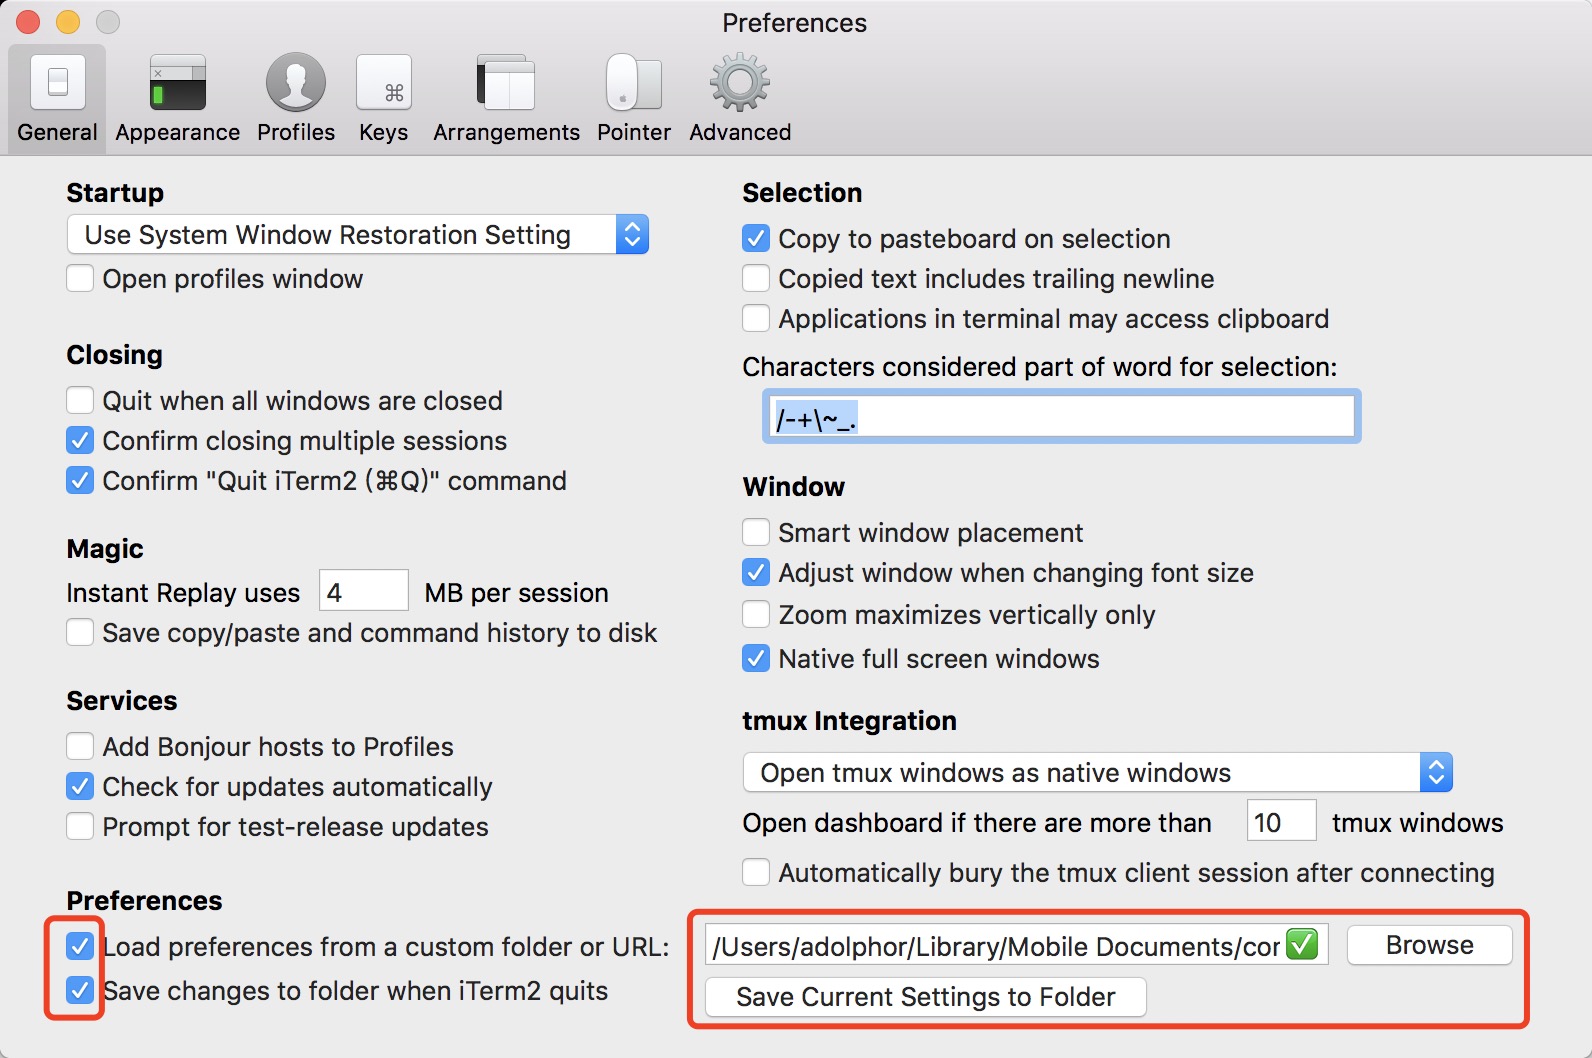 Preferences
General Appearance Profiles Keys Arrangements Pointer Advanced
Startup
Use System Window Restoration Setting
Open profiles window
Closing
Quit when all windows are closed
Confirm closing multiple sessions
Confirm "Quit iTerm2 (⌘Q)" command
Magic
Instant Replay uses 4 MB per session
Save copy/paste and command history to disk
Services
Add Bonjour hosts to Profiles
Check for updates automatically
Prompt for test-release updates
Preferences
Load preferences from a custom folder or URL:
Save changes to folder when iTerm2 quits
Selection
Copy to pasteboard on selection
Copied text includes trailing newline
Applications in terminal may access clipboard
Characters considered part of word for selection:
/-+\~_.
Window
Smart window placement
Adjust window when changing font size
Zoom maximizes vertically only
Native full screen windows
tmux Integration
Open tmux windows as native windows
Open dashboard if there are more than 10 tmux windows
Automatically bury the tmux client session after connecting
/Users/adolphor/Library/Mobile Documents/cor Browse
Save Current Settings to Folder